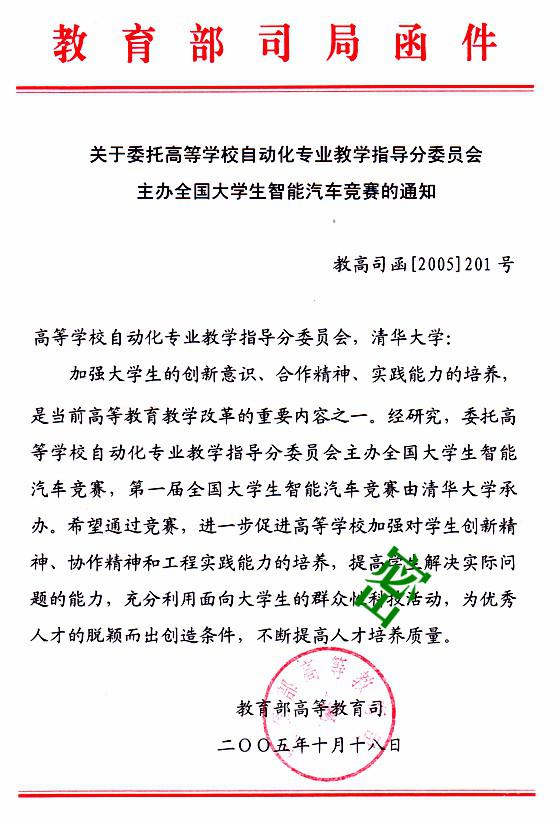 教育部司局函件
关于委托高等学校自动化专业教学指导分委员会
主办全国大学生智能汽车竞赛的通知
教高司函[2005]201 号
高等学校自动化专业教学指导分委员会，清华大学：
加强大学生的创新意识、合作精神、实践能力的培养，
是当前高等教育教学改革的重要内容之一。经研究，委托高
等学校自动化专业教学指导分委员会主办全国大学生智能
汽车竞赛，第一届全国大学生智能汽车竞赛由清华大学承
办。希望通过竞赛，进一步促进高等学校加强对学生创新精
神、协作精神和工程实践能力的培养，提高学生解决实际问
题的能力，充分利用面向大学生的群众性科技活动，为优秀
人才的脱颖而出创造条件，不断提高人才培养质量。
密
部高等教育
教育部高等教育司
二〇〇五年十月十八日